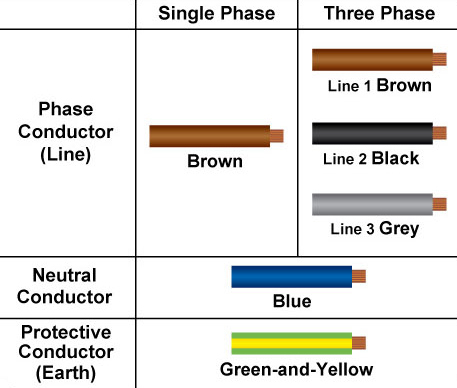 Single Phase
Three Phase
Phase
Conductor
(Line)
Brown
Line 1 Brown
Line 2 Black
Line 3 Grey
Neutral
Conductor
Blue
Protective
Conductor
(Earth)
Green-and-Yellow